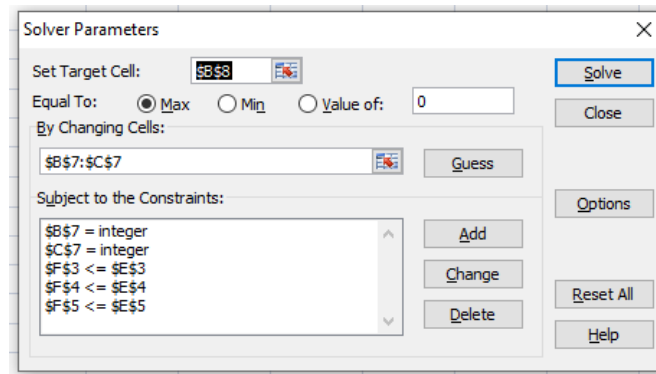 Solver Parameters
Set Target Cell: $B$8 Solve
Equal To: Max Min Value of: 0 Close
By Changing Cells:
$B$7:$C$7 Guess
Subject to the Constraints: Options
$B$7 = integer Add
$C$7 = integer
$F$3 <= $E$3 Change
$F$4 <= $E$4
$F$5 <= $E$5 Delete
Reset All
Help